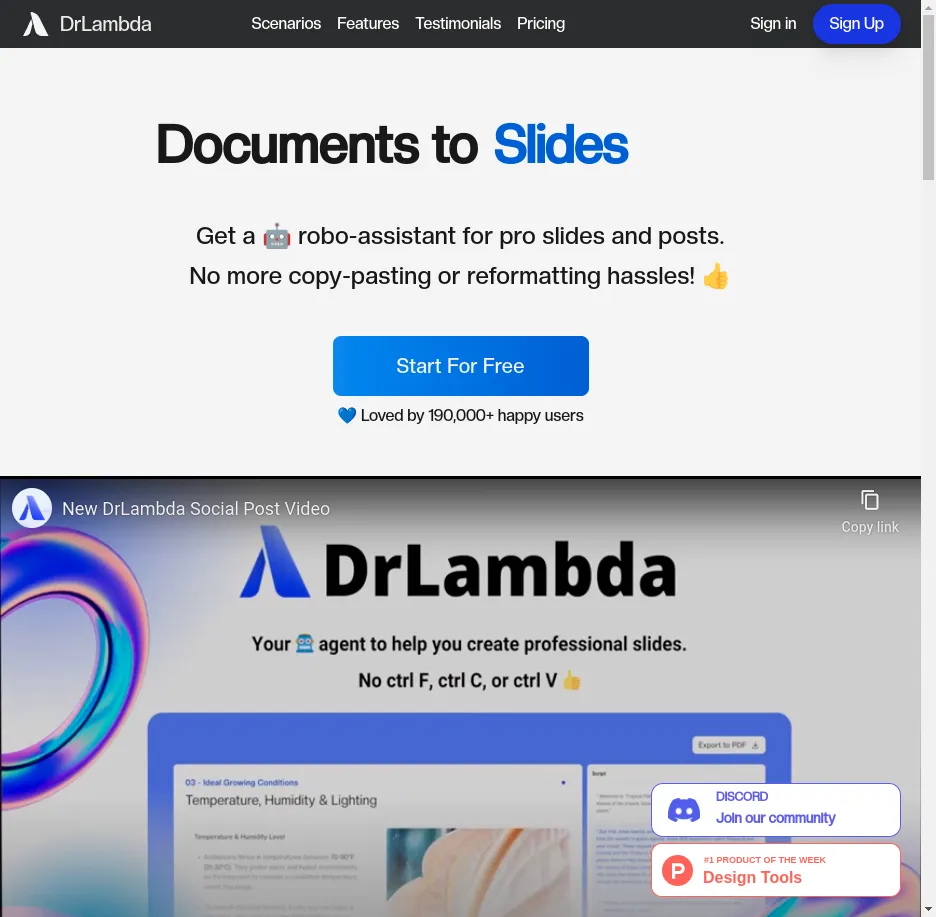 DrLambda
Scenarios Features Testimonials Pricing
Sign in
Sign Up
Documents to Slides
Get a 🤖 robo-assistant for pro slides and posts.
No more copy-pasting or reformatting hassles! 👍
Start For Free
💙 Loved by 190,000+ happy users
New DrLambda Social Post Video
Copy link
DrLambda
Your 🤖 agent to help you create professional slides.
No ctrl F, ctrl C, or ctrl V 👍
Export to PDF
03 - Ideal Growing Conditions
Temperature, Humidity & Lighting
Temperature & Humidity Level
Script
DISCORD
Join our community
#1 PRODUCT OF THE WEEK
Design Tools